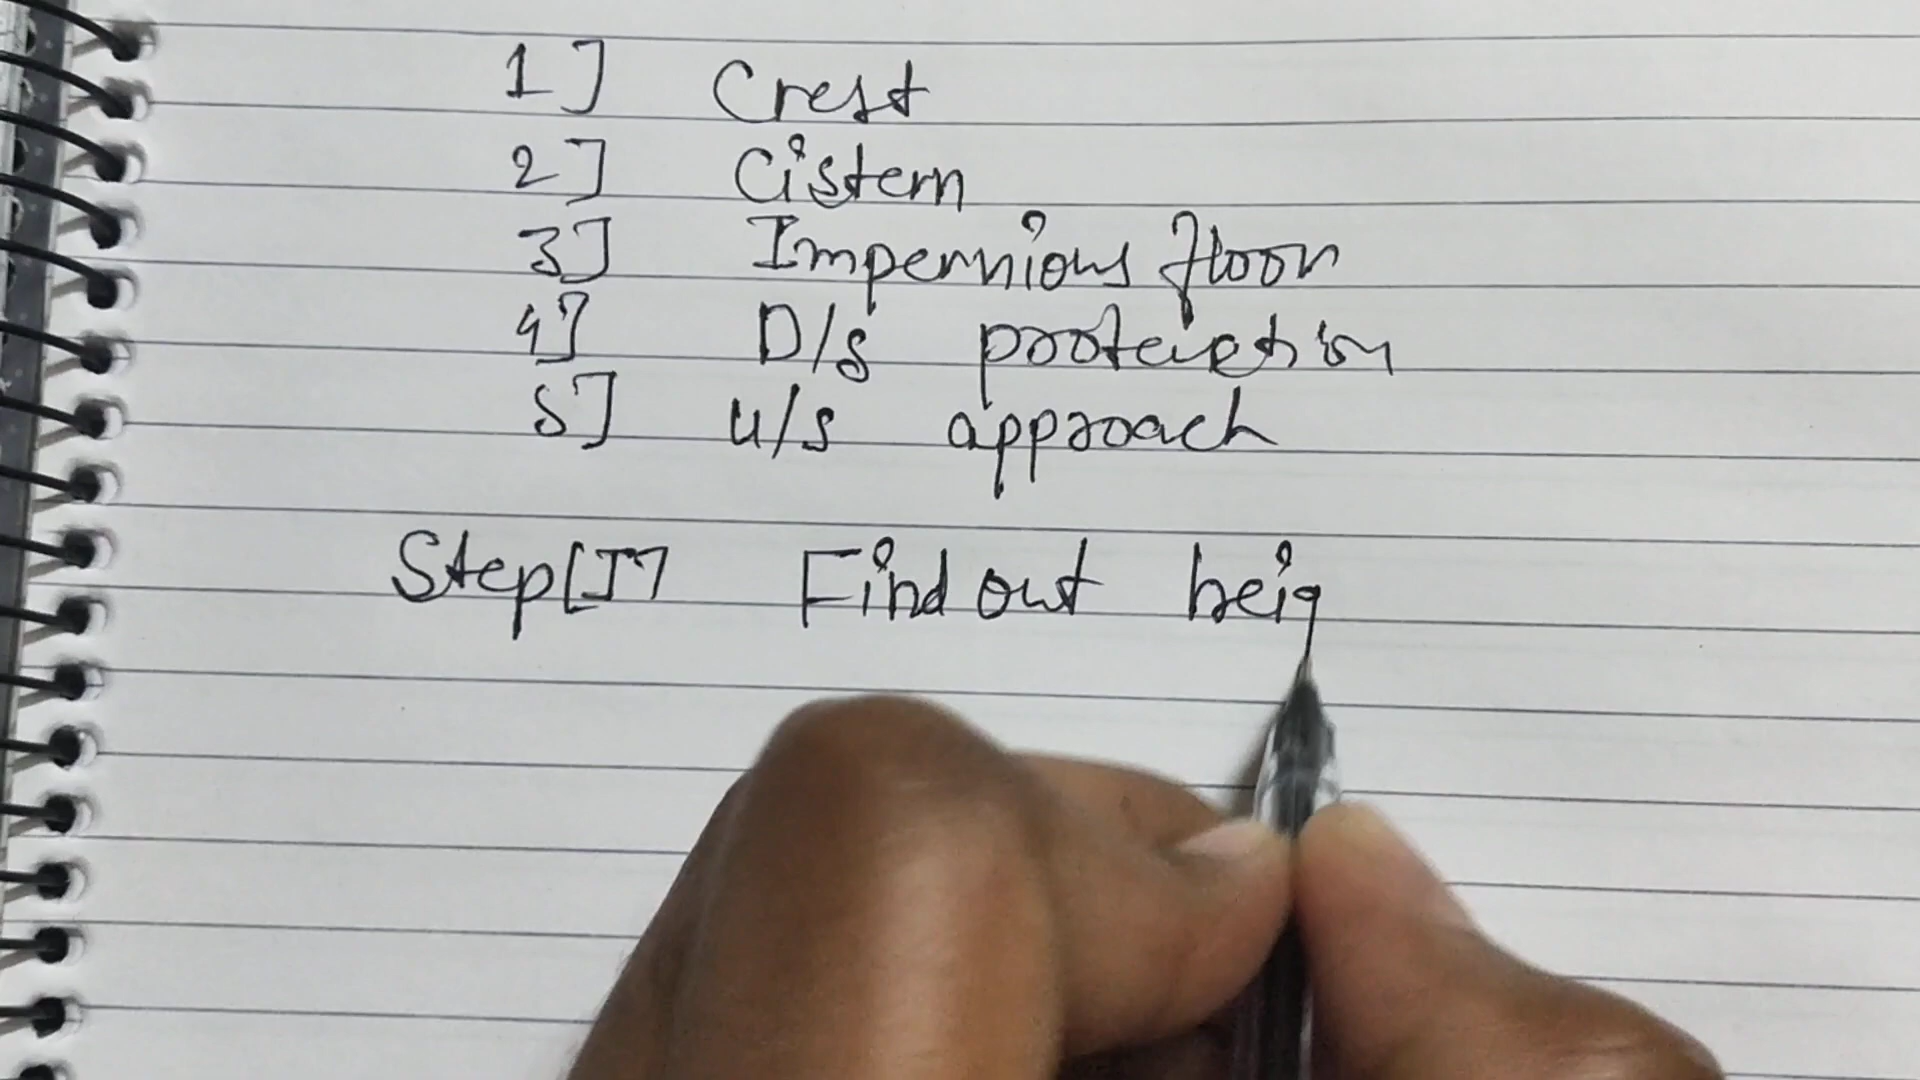 1] Crest
2] Cistern
3] Impervious floor
4] D/s protection
5] u/s approach
Step [I] Find out heig